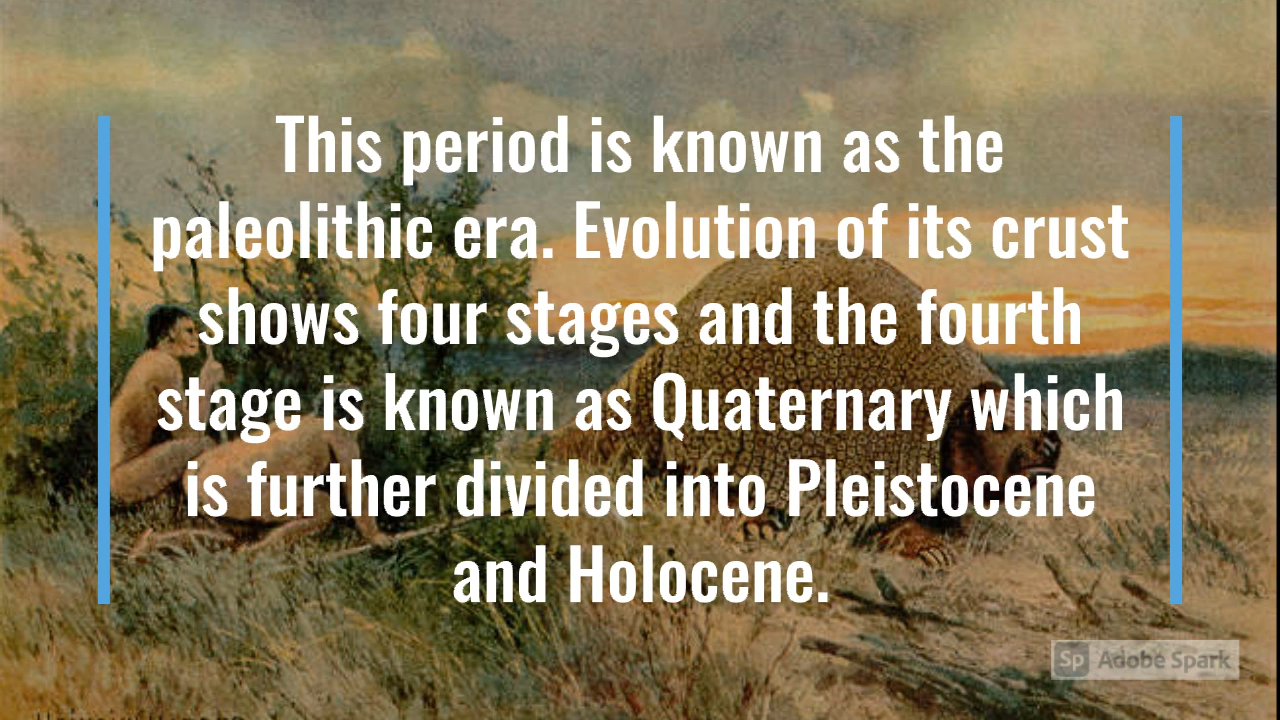 This period is known as the
paleolithic era. Evolution of its crust
shows four stages and the fourth
stage is known as Quaternary which
is further divided into Pleistocene
and Holocene.
Sp Adobe Spark